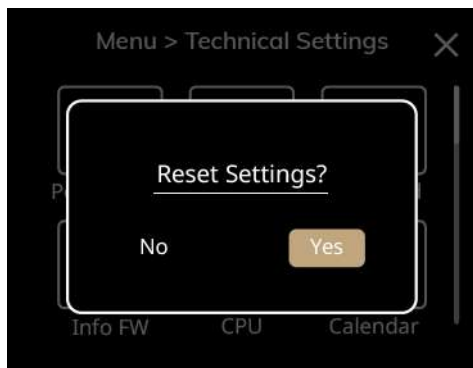 Menu > Technical Settings
Reset Settings?
No Yes
Info FW CPU Calendar